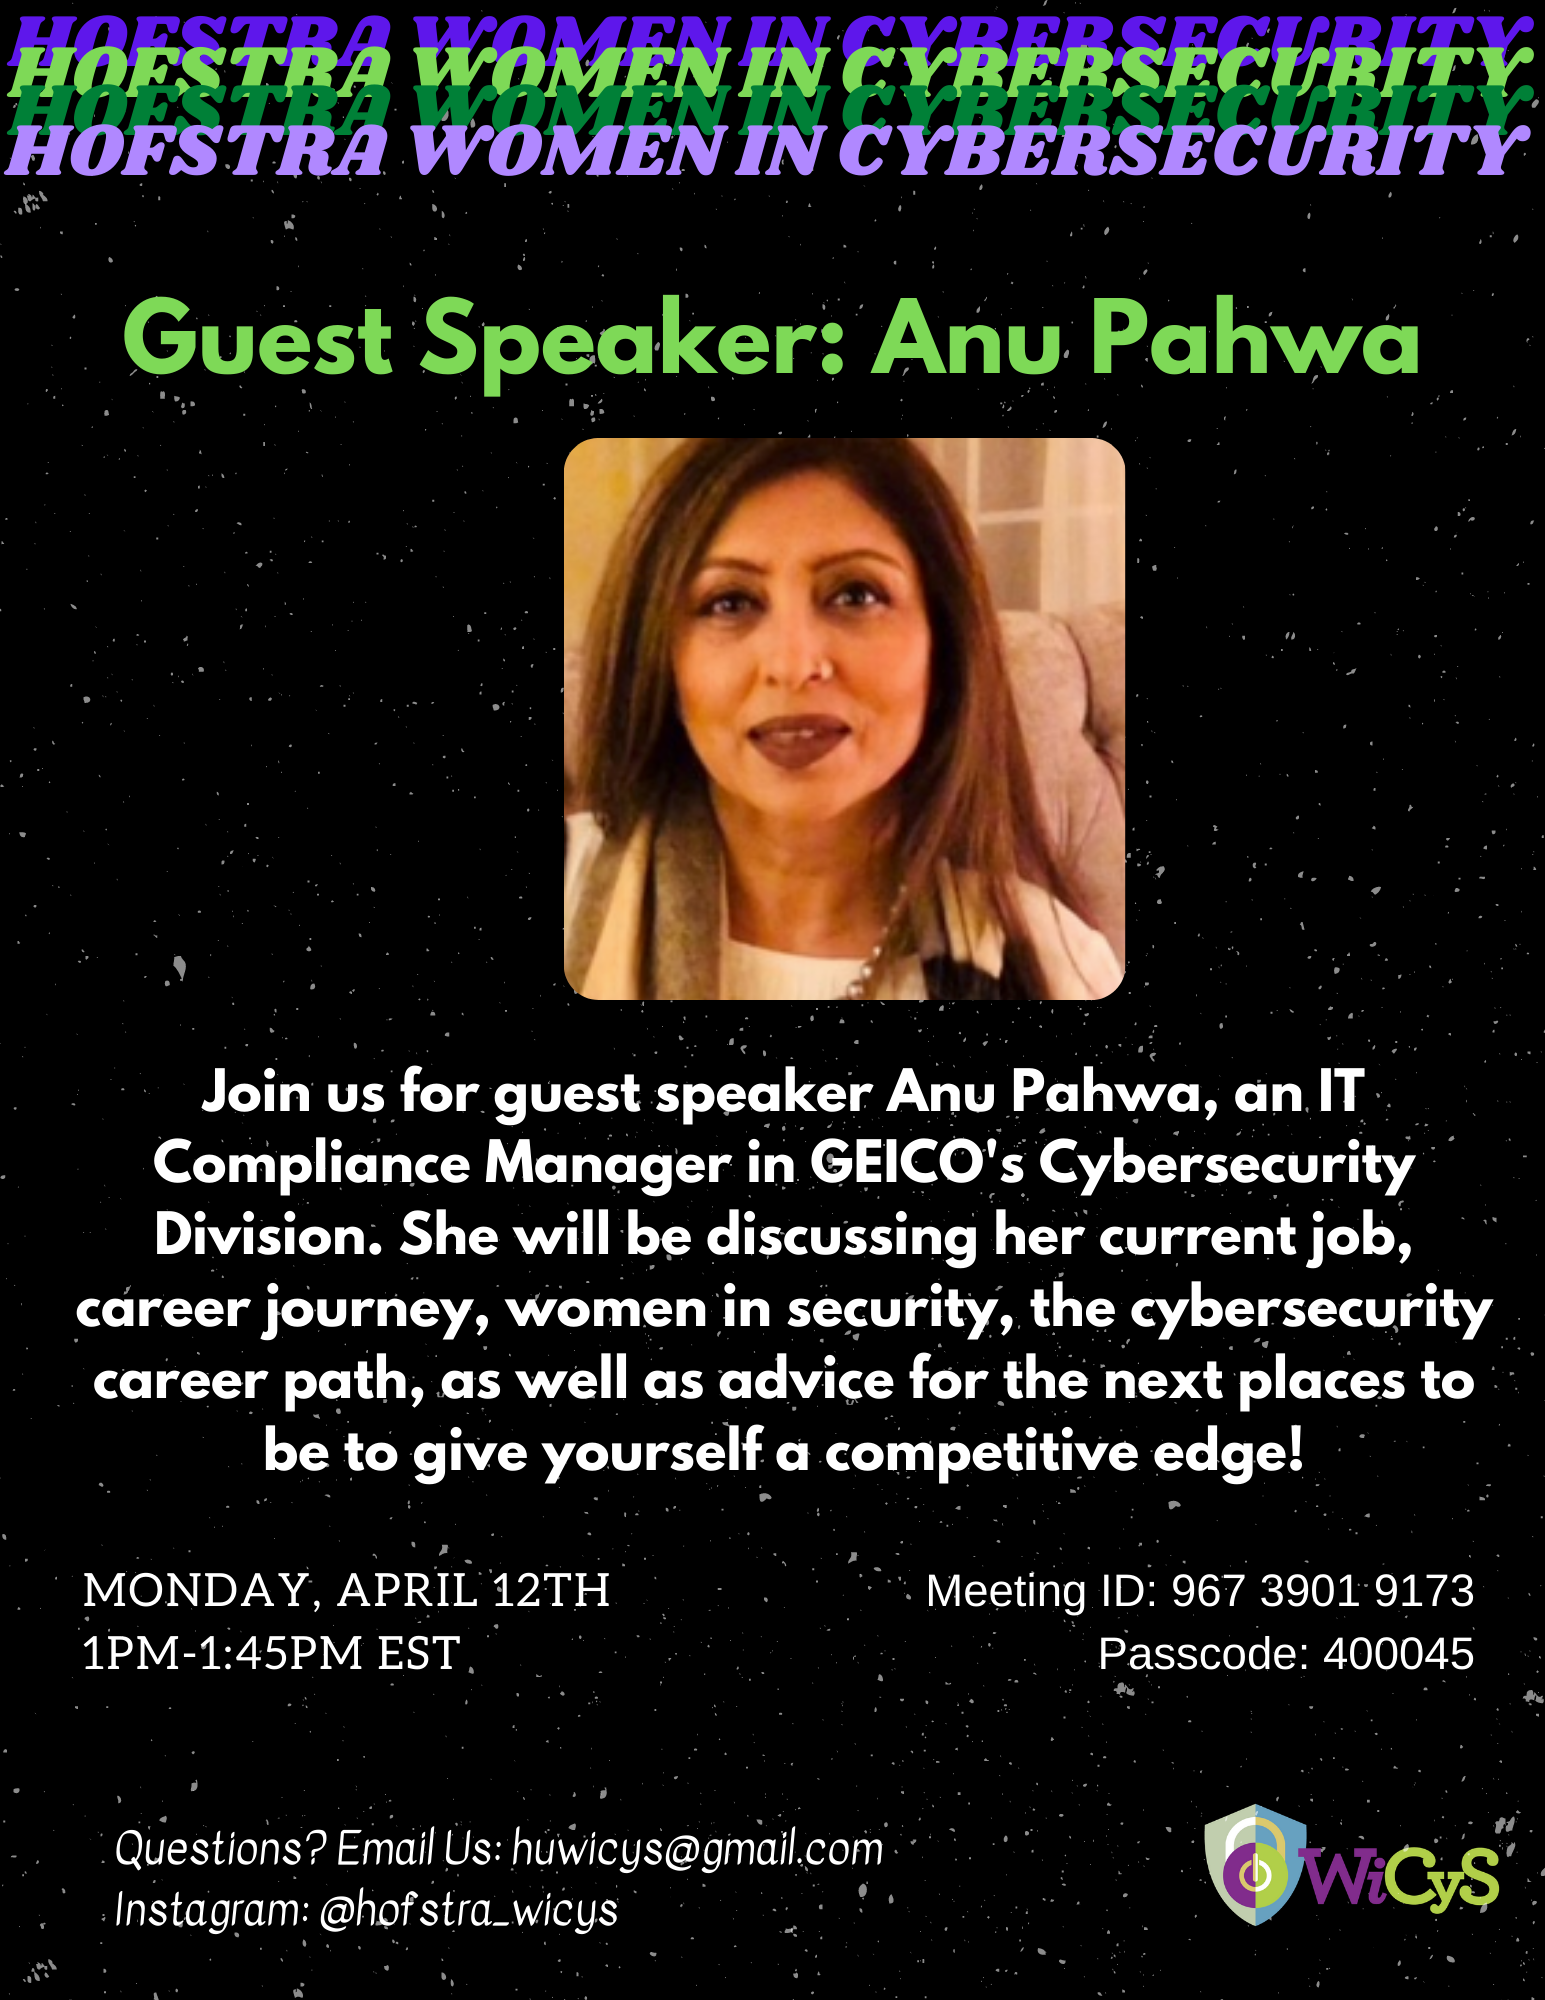 HOFSTRA WOMEN IN CYBERSECURITY
HOFSTRA WOMEN IN CYBERSECURITY
HOFSTRA WOMEN IN CYBERSECURITY
HOFSTRA WOMEN IN CYBERSECURITY
Guest Speaker: Anu Pahwa
Join us for guest speaker Anu Pahwa, an IT
Compliance Manager in GEICO's Cybersecurity
Division. She will be discussing her current job,
career journey, women in security, the cybersecurity
career path, as well as advice for the next places to
be to give yourself a competitive edge!
MONDAY, APRIL 12TH
1PM-1:45PM EST
Meeting ID: 967 3901 9173
Passcode: 400045
Questions? Email Us: huwicys@gmail.com
Instagram: @hofstra_wicys
WiCyS